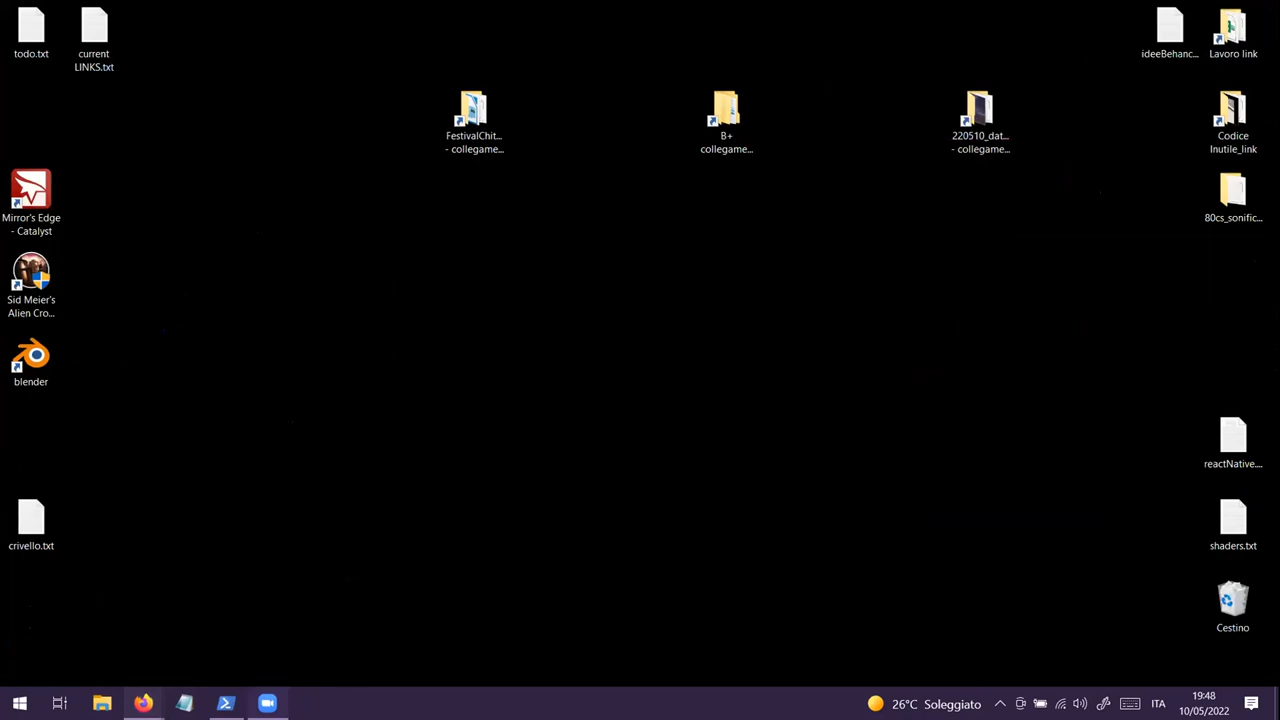 todo.txt
current
LINKS.txt
ideeBehanc...
Lavoro link
FestivalChit...
- collegame...
B+
collegame...
220510_dat...
- collegame...
Codice
Inutile_link
Mirror's Edge
- Catalyst
80cs_sonific...
Sid Meier's
Alien Cro...
blender
reactNative....
crivello.txt
shaders.txt
Cestino
26°C Soleggiato
ITA
19:48
10/05/2022